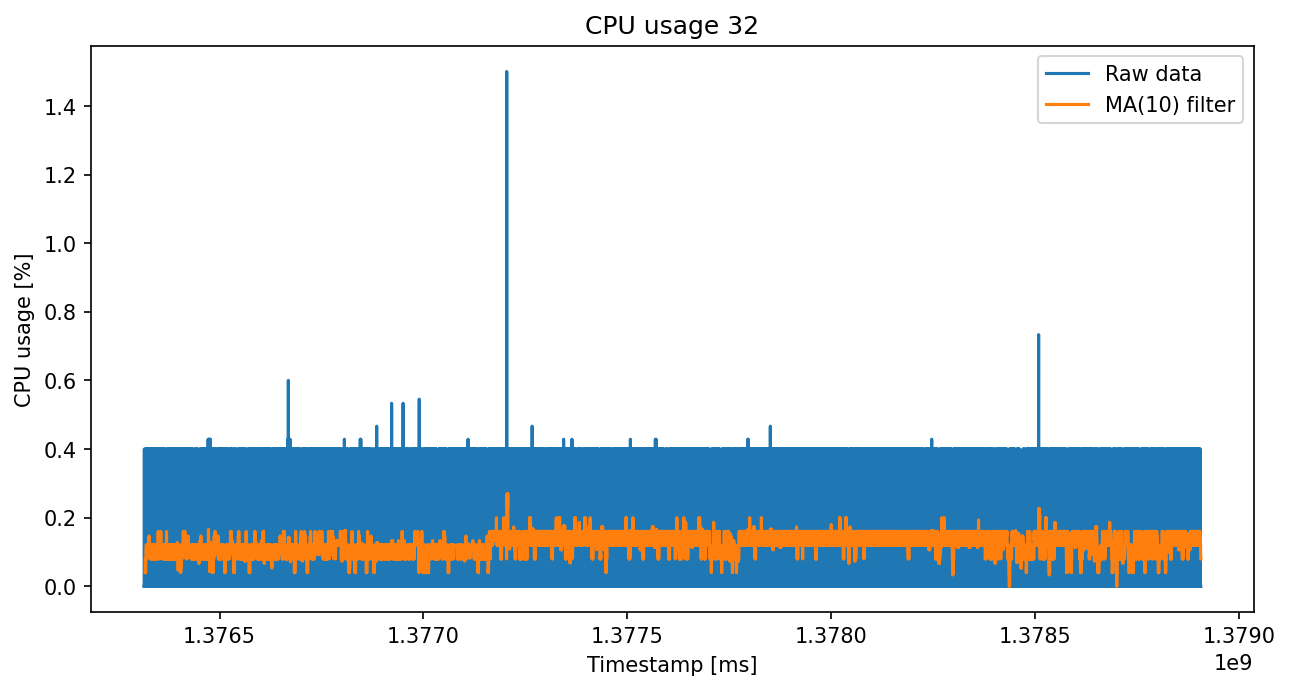 CPU usage 32
Raw data
MA(10) filter
CPU usage [%]
1.4
1.2
1.0
0.8
0.6
0.4
0.2
0.0
1.3765 1.3770 1.3775 1.3780 1.3785 1.3790
1e9
Timestamp [ms]